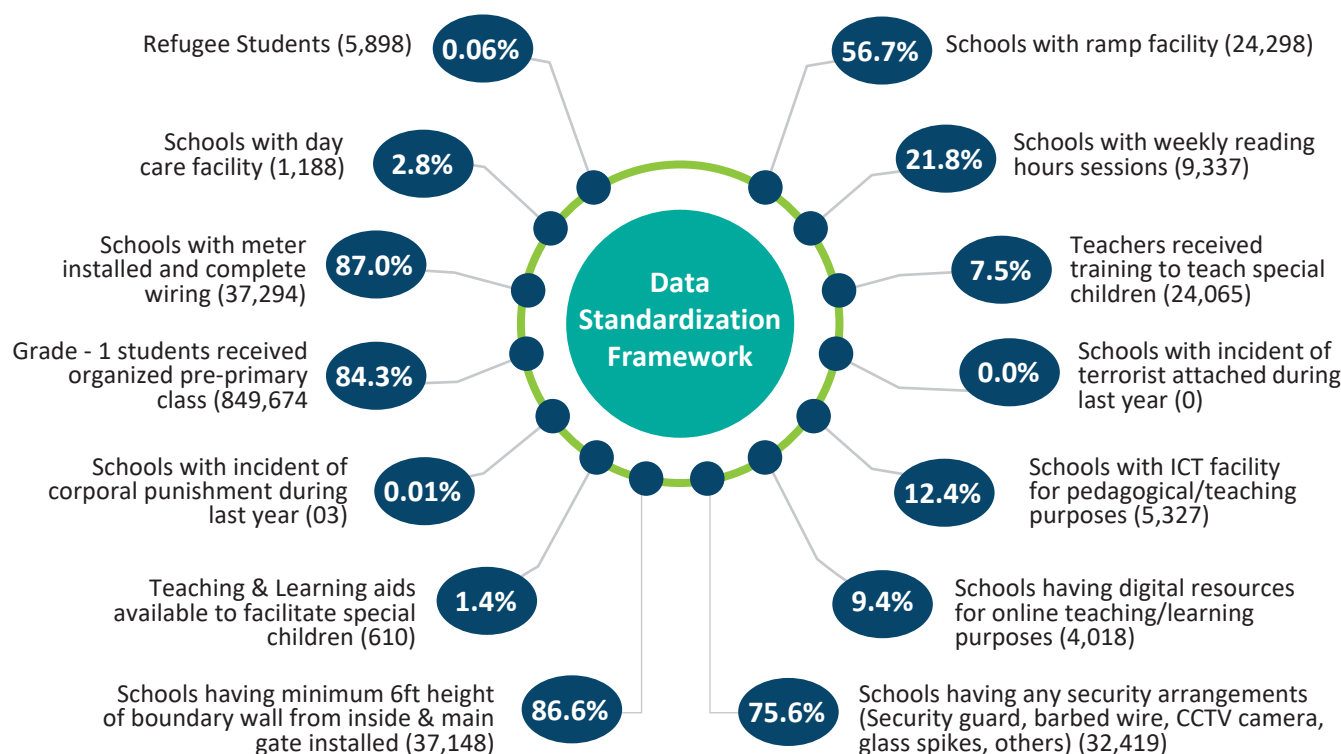 Refugee Students (5,898)
0.06%
Schools with day
care facility (1,188)
2.8%
Schools with meter
installed and complete
wiring (37,294)
87.0%
Grade - 1 students received
organized pre-primary
class (849,674
84.3%
Schools with incident of
corporal punishment during
last year (03)
0.01%
Teaching & Learning aids
available to facilitate special
children (610)
1.4%
Schools having minimum 6ft height
of boundary wall from inside & main
gate installed (37,148)
86.6%
Data
Standardization
Framework
56.7%
Schools with ramp facility (24,298)
21.8%
Schools with weekly reading
hours sessions (9,337)
7.5%
Teachers received
training to teach special
children (24,065)
0.0%
Schools with incident of
terrorist attached during
last year (0)
12.4%
Schools with ICT facility
for pedagogical/teaching
purposes (5,327)
9.4%
Schools having digital resources
for online teaching/learning
purposes (4,018)
75.6%
Schools having any security arrangements
(Security guard, barbed wire, CCTV camera,
glass spikes, others) (32,419)